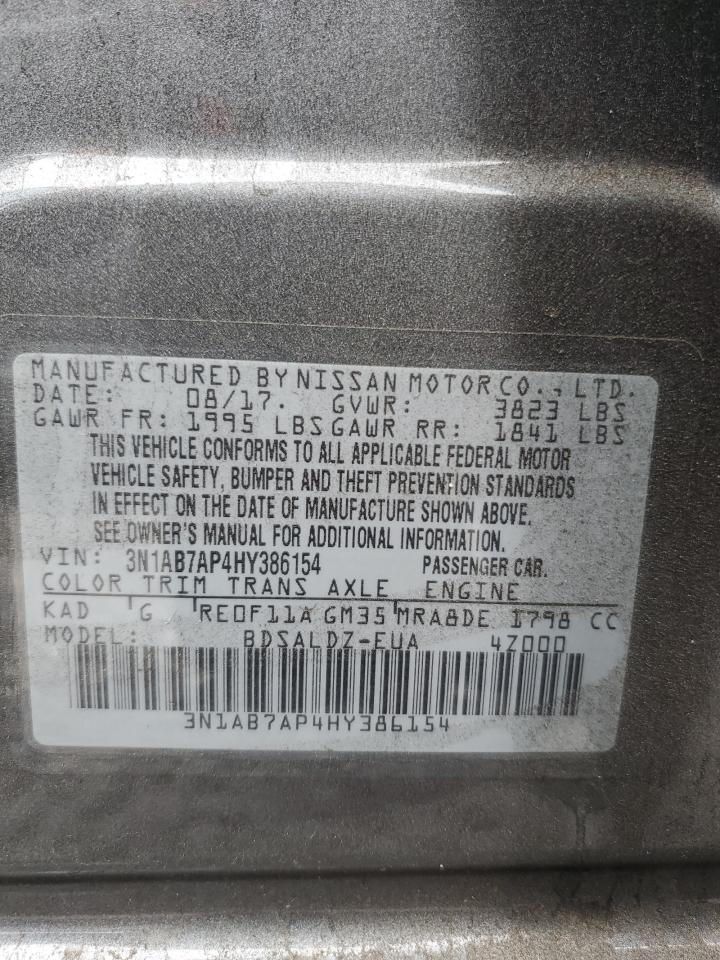 MANUFACTURED BY NISSAN MOTOR CO., LTD.
DATE: 08/17. GVWR: 3823 LBS
GAWR FR: 1995 LBS GAWR RR: 1841 LBS
THIS VEHICLE CONFORMS TO ALL APPLICABLE FEDERAL MOTOR
VEHICLE SAFETY, BUMPER AND THEFT PREVENTION STANDARDS
IN EFFECT ON THE DATE OF MANUFACTURE SHOWN ABOVE.
SEE OWNER'S MANUAL FOR ADDITIONAL INFORMATION.
VIN: 3N1AB7AP4HY386154 PASSENGER CAR.
COLOR TRIM TRANS AXLE ENGINE
KAD G RE0F11A GM35 MRA8DE 1798 CC
MODEL: BDSALDZ-EUA 4Z000
3N1AB7AP4HY386154